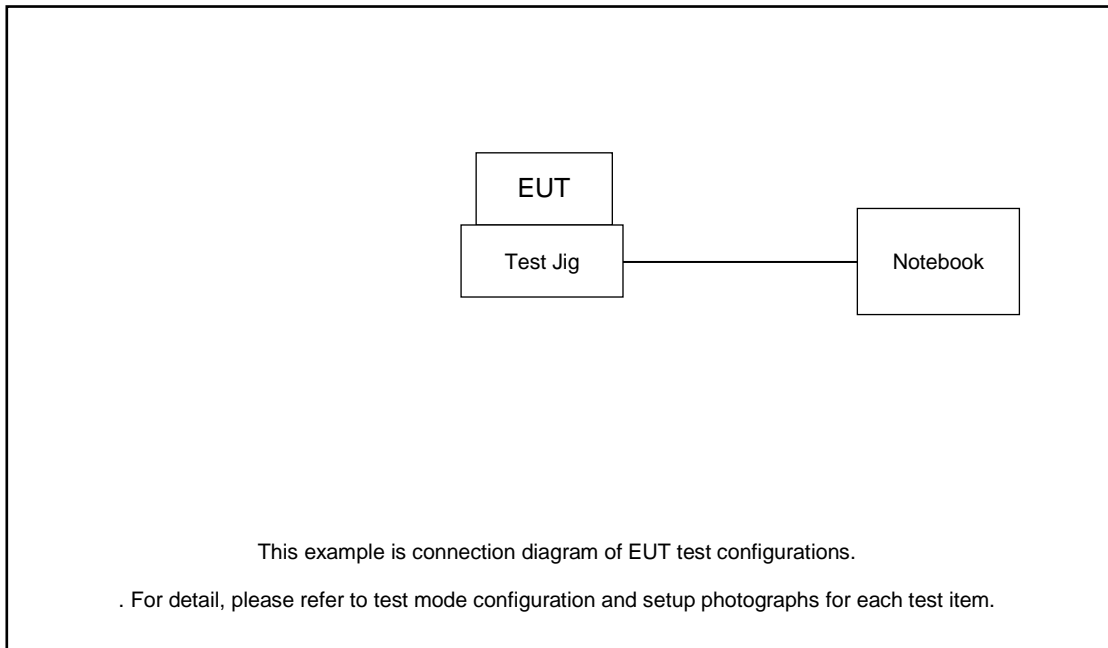 EUT
Test Jig
Notebook
This example is connection diagram of EUT test configurations.
. For detail, please refer to test mode configuration and setup photographs for each test item.